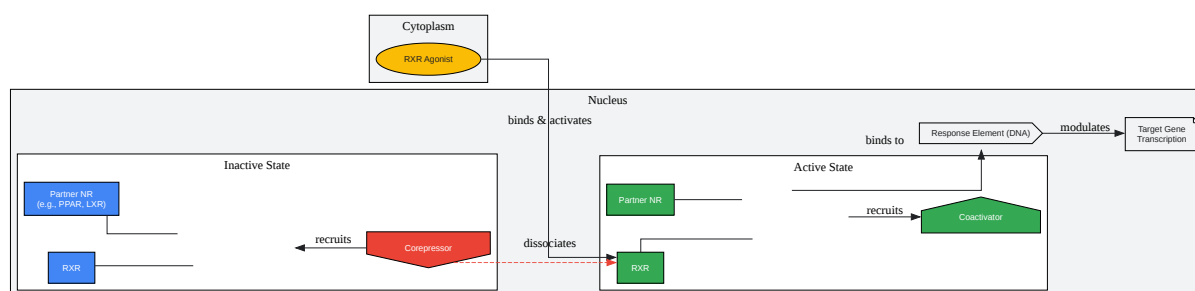 Cytoplasm
RXR Agonist
Nucleus
binds & activates
Response Element (DNA)
modulates
Target Gene
Transcription
binds to
Inactive State
Active State
Partner NR
(e.g., PPAR, LXR)
Partner NR
recruits
Coactivator
recruits
Corepressor
dissociates
RXR
RXR